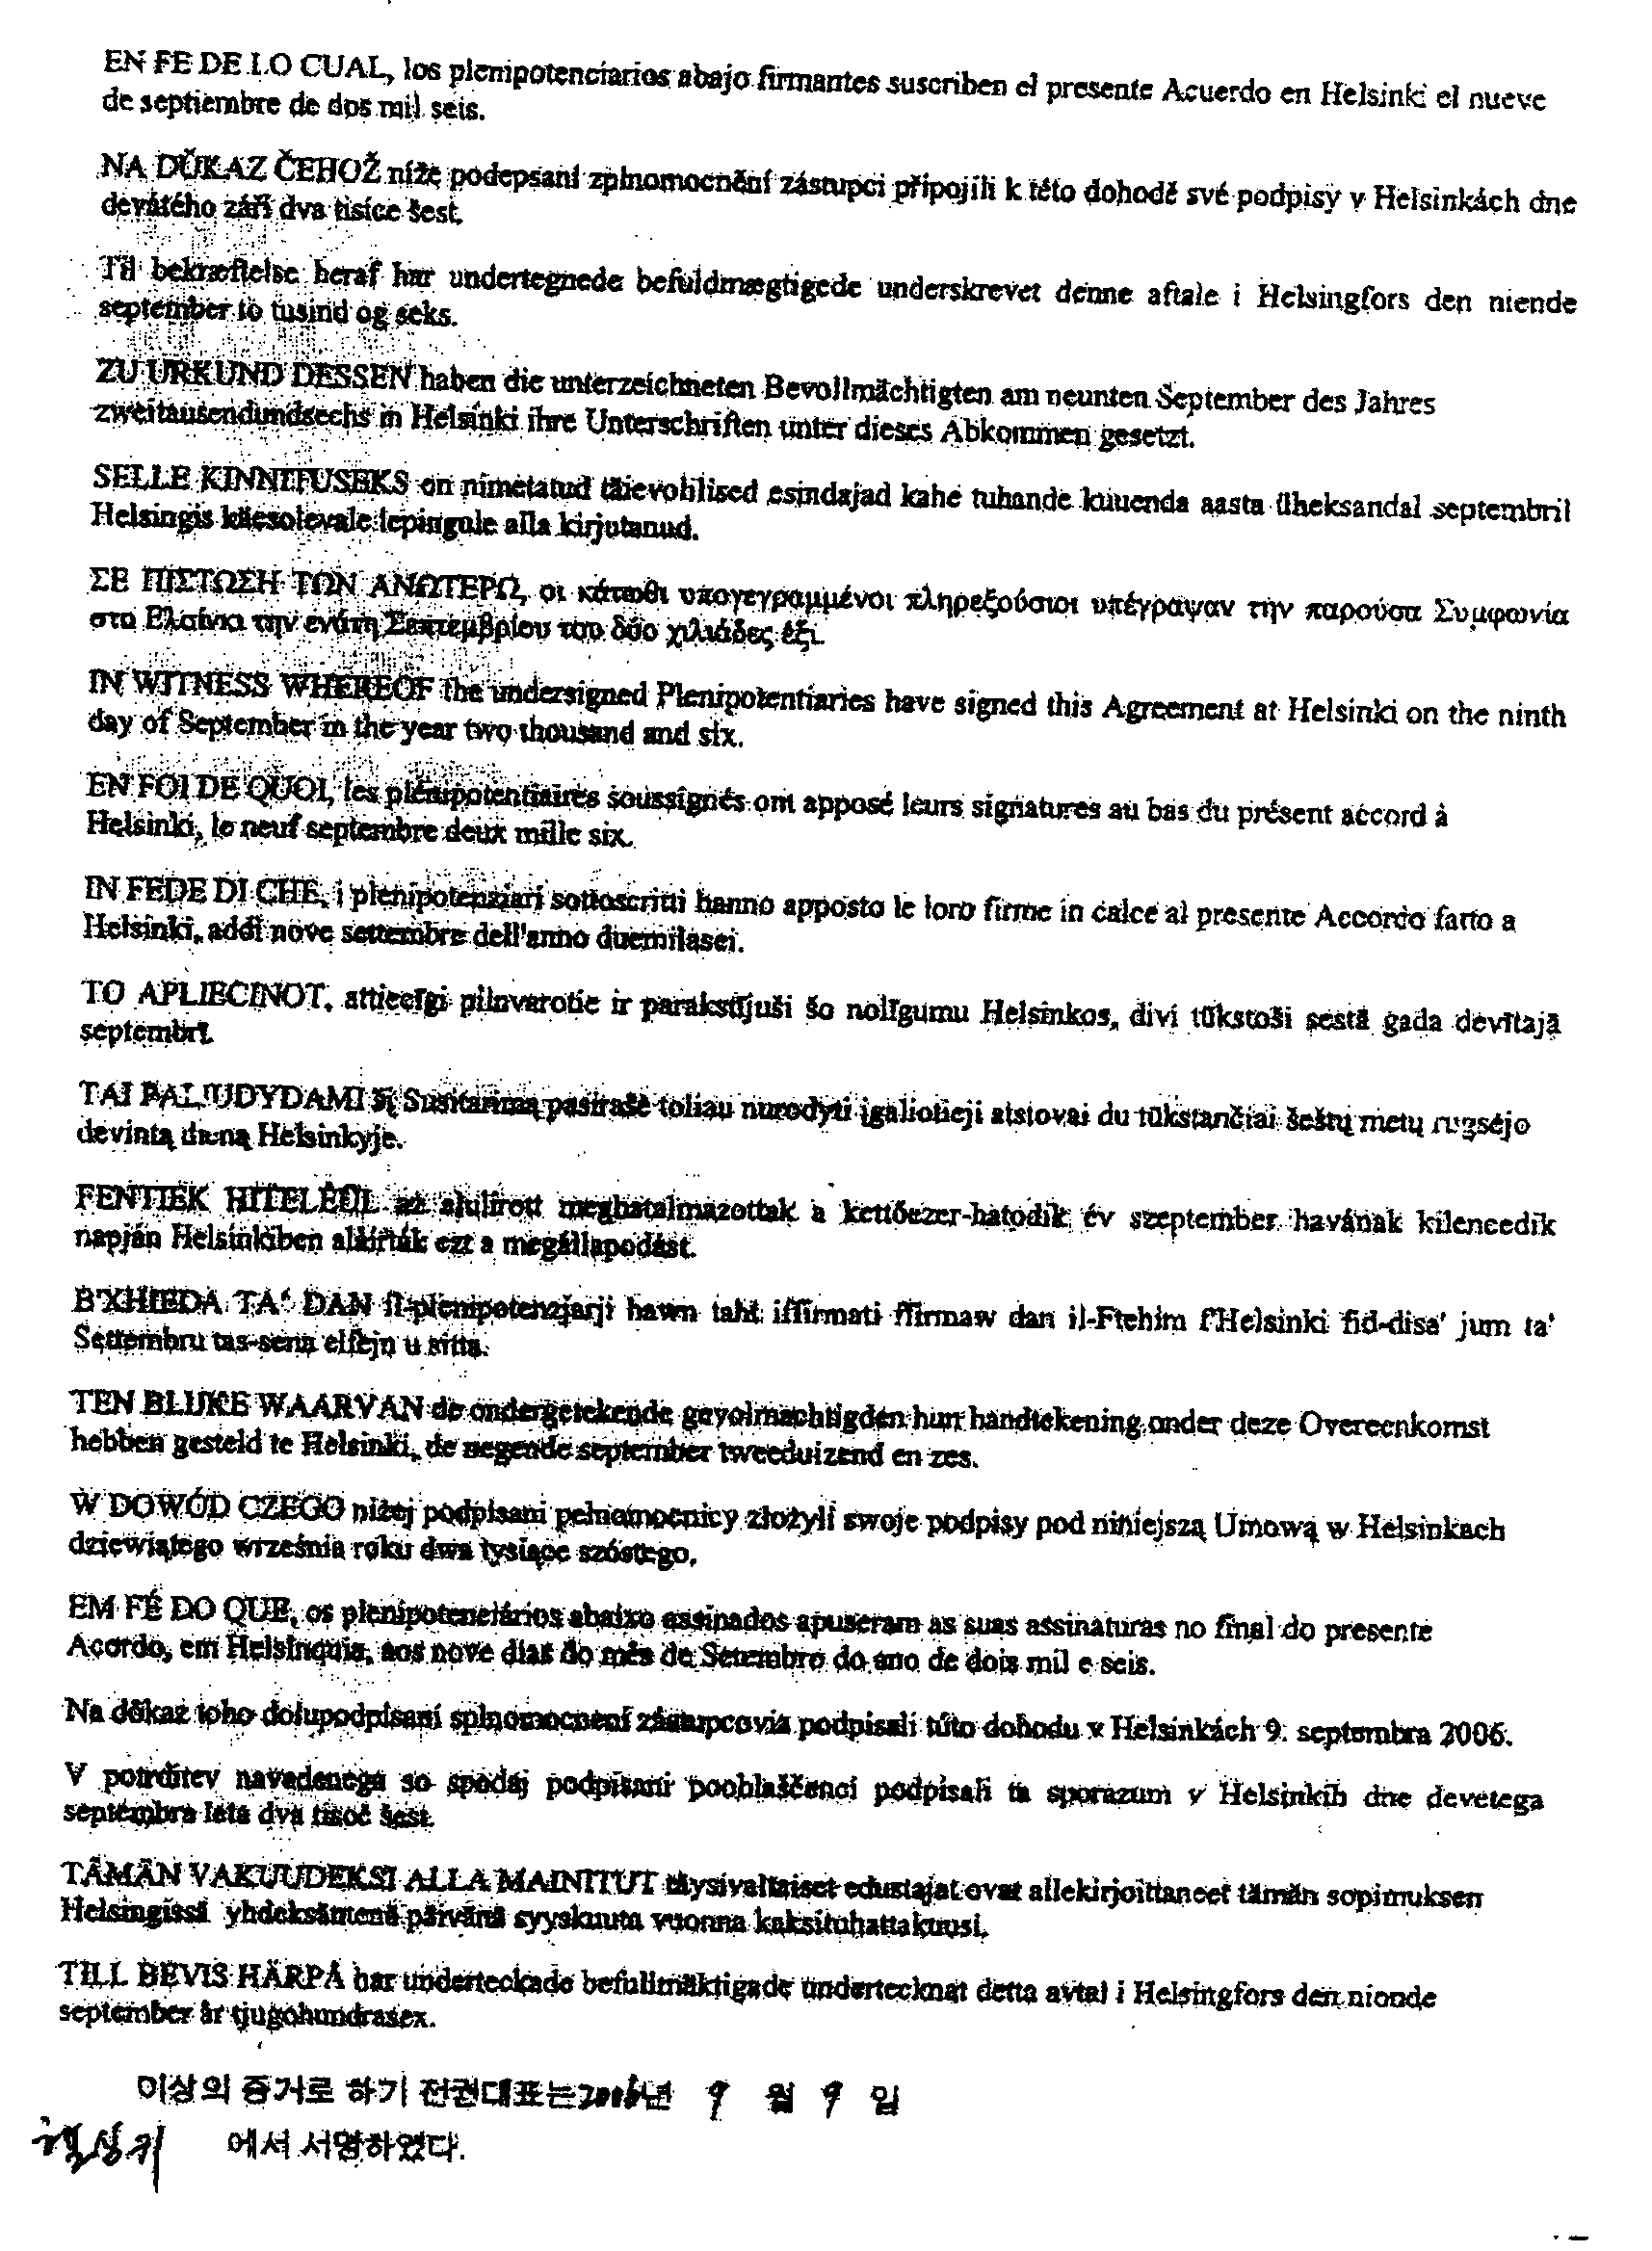 EN FE DE LO CUAL, los plenipotenciarios abajo firmantes suscriben el presente Acuerdo en Helsinki el nueve
de septiembre de dos mil seis.
NA DŮKAZ ČEHOŽ níže podepsaní zplnomocnění zástupci připojili k této dohodě své podpisy v Helsinkách dne
devátého září dva tisíce šest.
Til bekræftelse heraf har undertegnede befuldmægtigede underskrevet denne aftale i Helsingfors den niende
september to tusind og seks.
ZU URKUND DESSEN haben die unterzeichneten Bevollmächtigten am neunten September des Jahres
zweitausendundsechs in Helsinki ihre Unterschriften unter dieses Abkommen gesetzt.
SELLE KINNITUSEKS on nimetatud täievolilised esindajad kahe tuhande kuuenda aasta üheksandal septembril
Helsingis käesolevale lepingule alla kirjutanud.
ΣΕ ΠΙΣΤΩΣΗ ΤΩΝ ΑΝΩΤΕΡΩ, οι κάτωθι υπογεγραμμένοι πληρεξούσιοι υπέγραψαν την παρούσα Συμφωνία
στο Ελσίνκι την ενάτη Σεπτεμβρίου του δύο χιλιάδες έξι.
IN WITNESS WHEREOF the undersigned Plenipotentiaries have signed this Agreement at Helsinki on the ninth
day of September in the year two thousand and six.
EN FOI DE QUOI, les plénipotentiaires soussignés ont apposé leurs signatures au bas du présent accord à
Helsinki, le neuf septembre deux mille six.
IN FEDE DI CHE, i plenipotenziari sottoscritti hanno apposto le loro firme in calce al presente Accordo fatto a
Helsinki, addì nove settembre dell'anno duemilasei.
TO APLIECINOT, attiecīgi pilnvarotie ir parakstījuši šo nolīgumu Helsinkos, divi tūkstoši sestā gada devītajā
septembrī.
TAI PALIUDYDAMI šį Susitarimą pasirašė toliau nurodyti įgaliotieji atstovai du tūkstančiai šeštų metų rugsėjo
devintą dieną Helsinkyje.
FENTIEK HITELÉÜL az alulírott meghatalmazottak a kettőezer-hatodik év szeptember havának kilencedik
napján Helsinkiben aláírták ezt a megállapodást.
B'XHIEDA TA' DAN il-plenipotenzjarji hawn taħt iffirmati ffirmaw dan il-Ftehim f'Helsinki fid-disa' jum ta'
Settembru tas-sena elfejn u sitta.
TEN BLIJKE WAARVAN de ondergetekende gevolmachtigden hun handtekening onder deze Overeenkomst
hebben gesteld te Helsinki, de negende september tweeduizend en zes.
W DOWÓD CZEGO niżej podpisani pełnomocnicy złożyli swoje podpisy pod niniejszą Umową w Helsinkach
dziewiątego września roku dwa tysiące szóstego.
EM FÉ DO QUE, os plenipotenciários abaixo assinados apuseram as suas assinaturas no final do presente
Acordo, em Helsínquia, aos nove dias do mês de Setembro do ano de dois mil e seis.
Na dôkaz toho dolupodpísaní splnomocnení zástupcovia podpísali túto dohodu v Helsinkách 9. septembra 2006.
V potrditev navedenega so spodaj podpisani pooblaščenci podpisali ta sporazum v Helsinkih dne devetega
septembra leta dva tisoč šest.
TÄMÄN VAKUUDEKSI ALLA MAINITUT täysivaltaiset edustajat ovat allekirjoittaneet tämän sopimuksen
Helsingissä yhdeksäntenä päivänä syyskuuta vuonna kaksituhattakuusi.
TILL BEVIS HÄRPÅ har undertecknade befullmäktigade undertecknat detta avtal i Helsingfors den nionde
september år tjugohundrasex.
이상의 증거로 하기 전권대표는 2006년 9 월 9 일
헬싱키 에서 서명하였다.